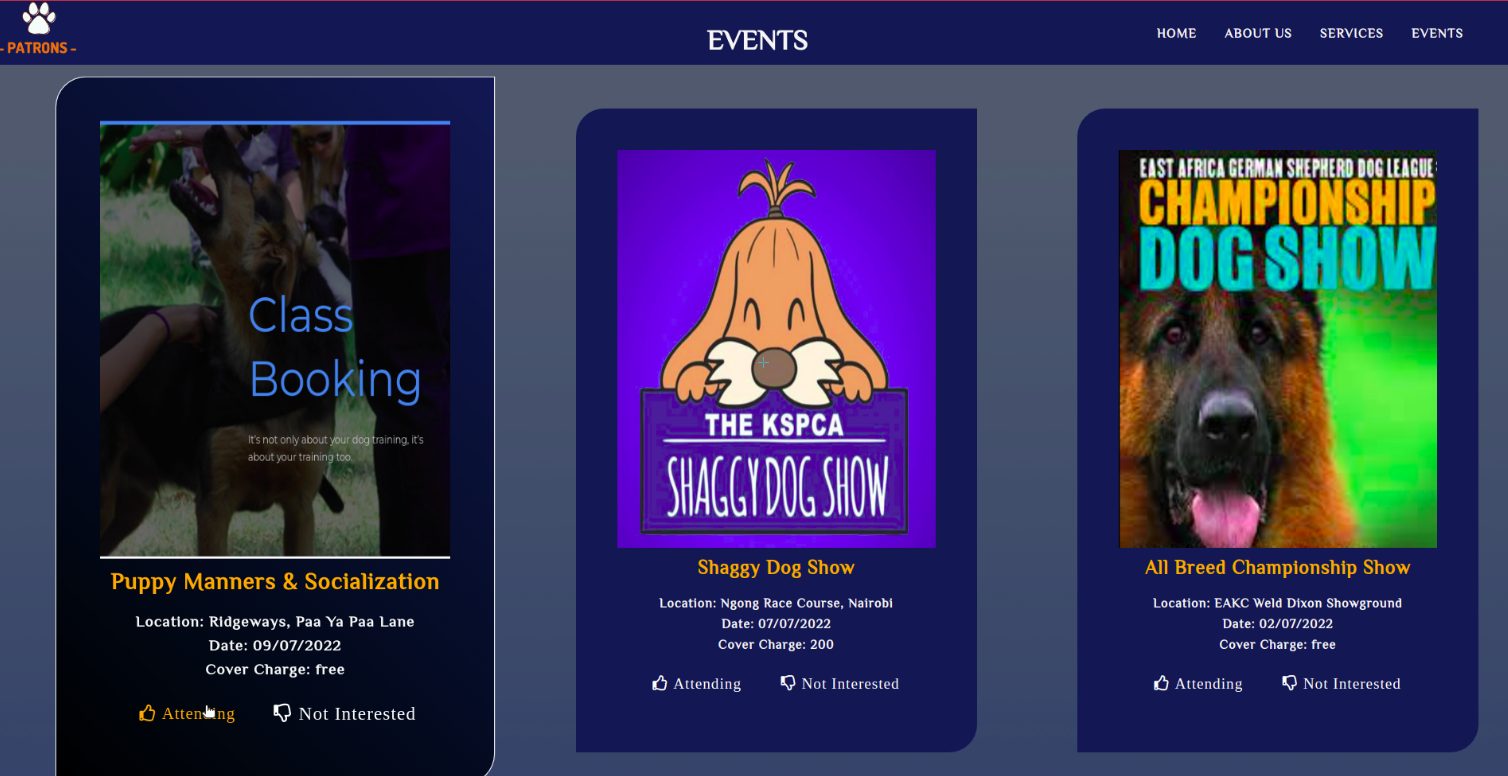 - PATRONS -
EVENTS
HOME
ABOUT US
SERVICES
EVENTS
Class
Booking
It's not only about your dog training, it's
about your training too.
Puppy Manners & Socialization
Location: Ridgeways, Paa Ya Paa Lane
Date: 09/07/2022
Cover Charge: free
Attending
Not Interested
THE KSPCA
SHAGGY DOG SHOW
Shaggy Dog Show
Location: Ngong Race Course, Nairobi
Date: 07/07/2022
Cover Charge: 200
Attending
Not Interested
EAST AFRICA GERMAN SHEPHERD DOG LEAGUE
CHAMPIONSHIP
DOG SHOW
All Breed Championship Show
Location: EAKC Weld Dixon Showground
Date: 02/07/2022
Cover Charge: free
Attending
Not Interested